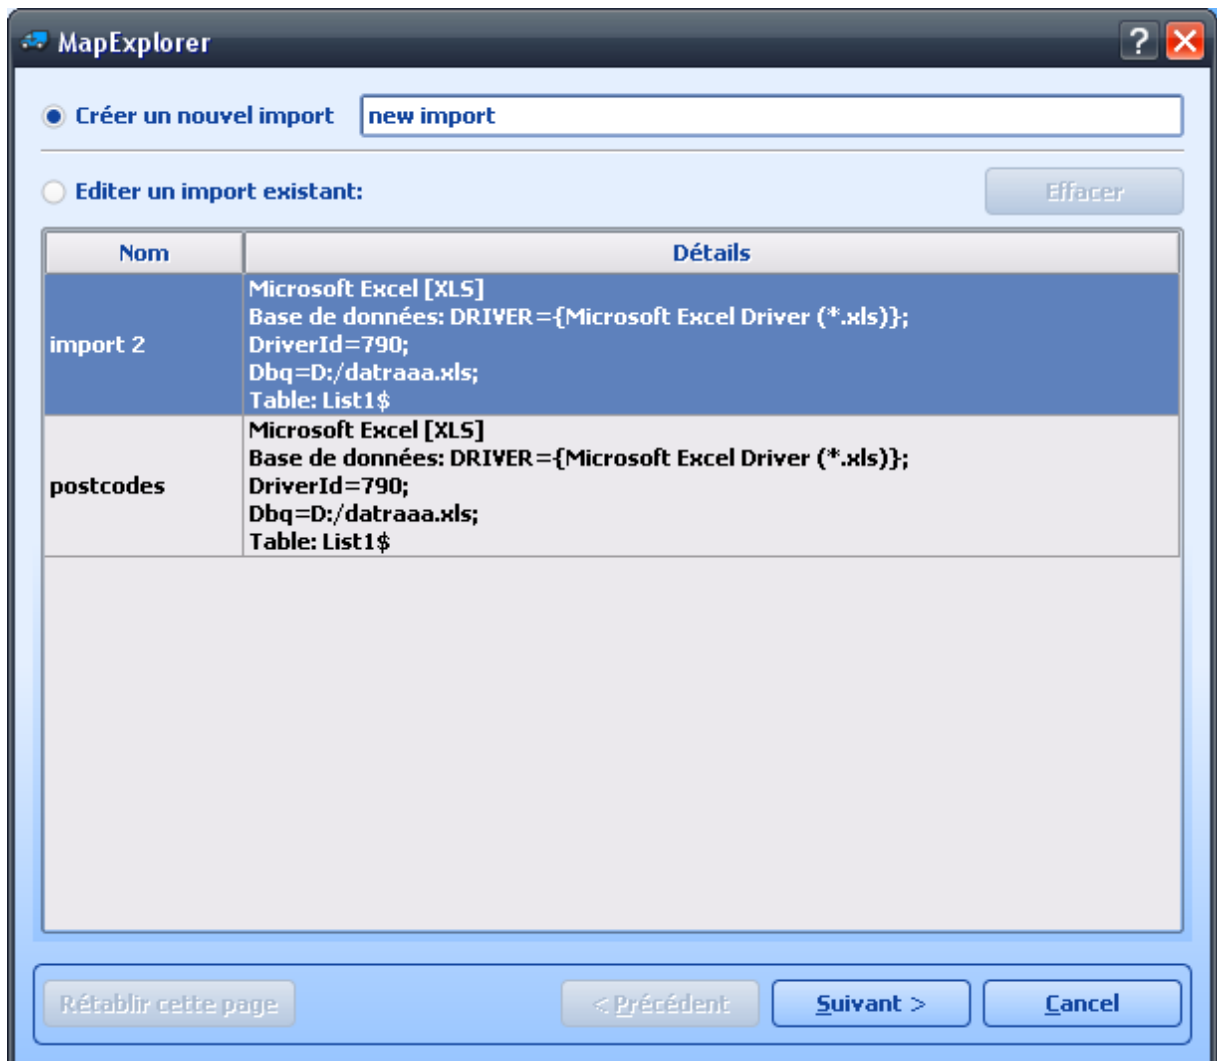 MapExplorer
?
Créer un nouvel import new import
Editer un import existant: Effacer
Nom Détails
import 2
Microsoft Excel [XLS]
Base de données: DRIVER={Microsoft Excel Driver (*.xls)};
DriverId=790;
Dbq=D:/datraaa.xls;
Table: List1$
postcodes
Microsoft Excel [XLS]
Base de données: DRIVER={Microsoft Excel Driver (*.xls)};
DriverId=790;
Dbq=D:/datraaa.xls;
Table: List1$
Rétablir cette page < Précédent Suivant > Cancel